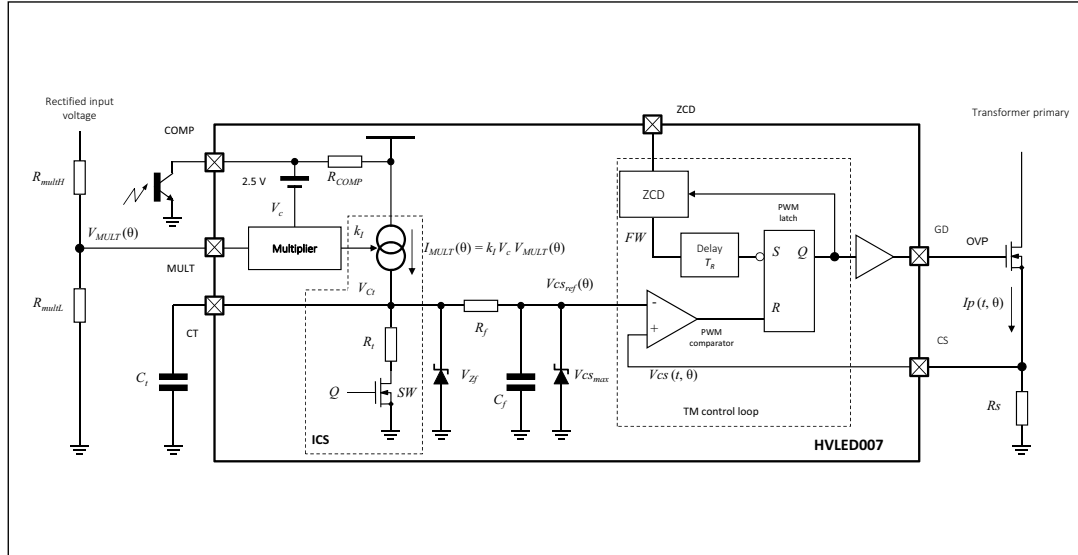 Rectified input
voltage
COMP
ZCD
Transformer primary
R_multH
2.5 V
R_COMP
V_c
V_MULT(θ)
MULT
Multiplier
k_I
I_MULT(θ) = k_I V_c V_MULT(θ)
ZCD
PWM
latch
FW
Delay
T_R
S
Q
R
GD
OVP
V_Ct
Vcs_ref(θ)
R_multL
CT
R_f
-
+
PWM
comparator
Ip(t, θ)
CS
R_t
C_t
Q
SW
V_Zf
C_f
Vcs_max
Vcs(t, θ)
Rs
TM control loop
ICS
HVLED007